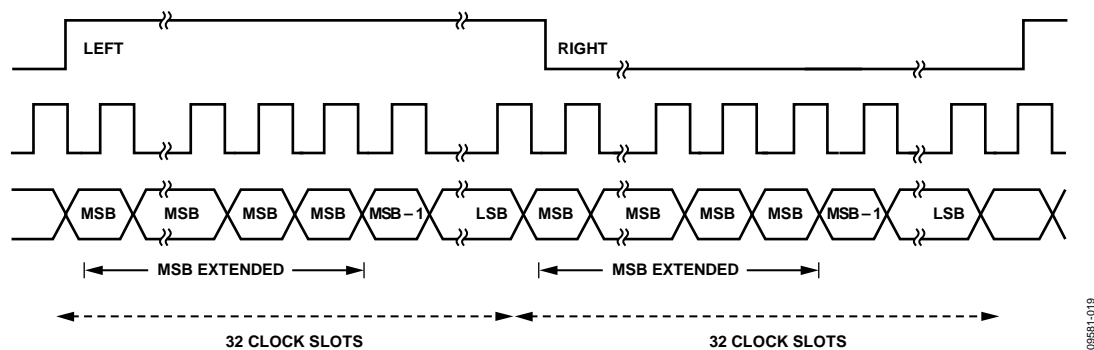 LEFT
RIGHT
MSB MSB MSB MSB MSB – 1 LSB MSB MSB MSB MSB MSB – 1 LSB
MSB EXTENDED MSB EXTENDED
32 CLOCK SLOTS 32 CLOCK SLOTS
09581-019